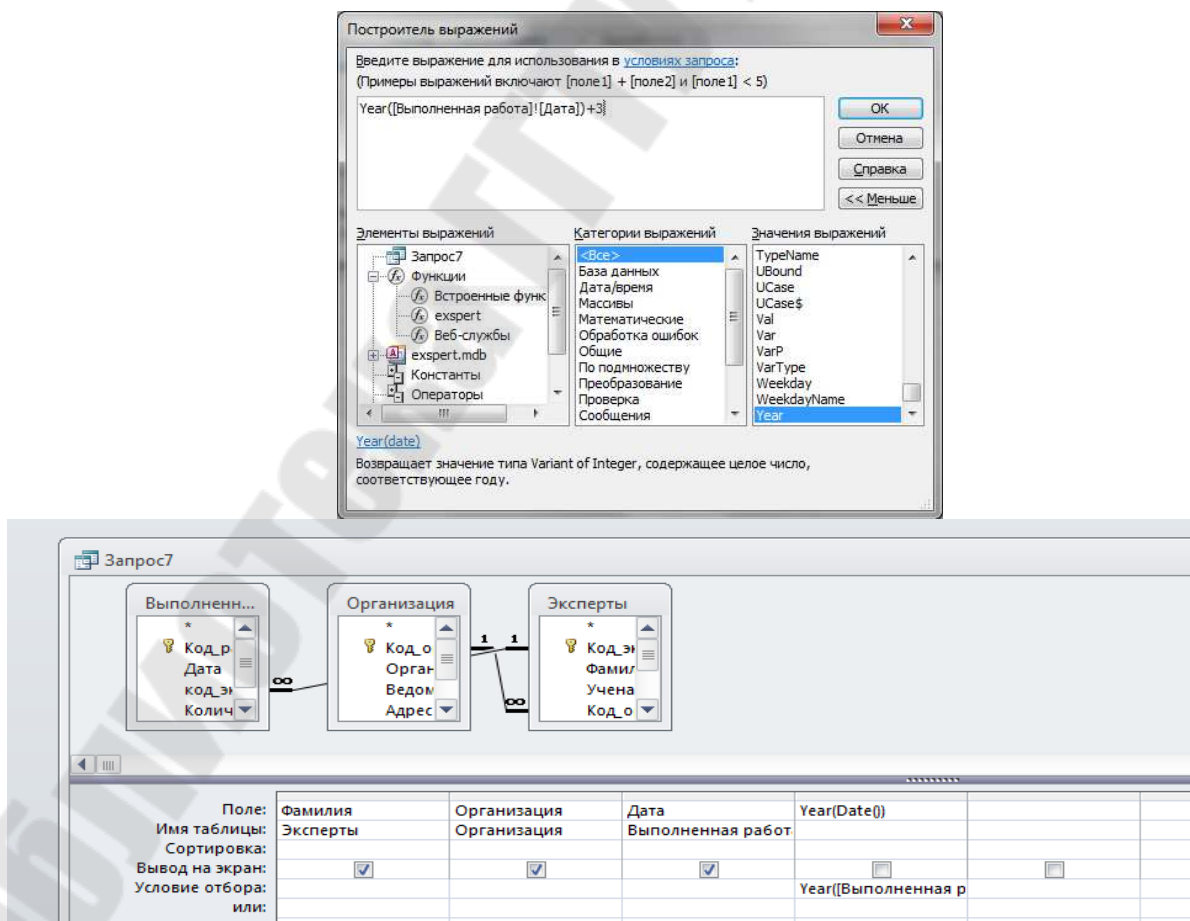 Построитель выражений
Введите выражение для использования в условиях запроса:
(Примеры выражений включают [поле1] + [поле2] и [поле1] < 5)
Year([Выполненная работа]![Дата])+3
OK
Отмена
Справка
<< Меньше
Элементы выражений
Запрос7
Функции
Встроенные функ
exspert
Веб-службы
exspert.mdb
Константы
Операторы
Категории выражений
<Все>
База данных
Дата/время
Массивы
Математические
Обработка ошибок
Общие
По подмножеству
Преобразование
Проверка
Сообщения
Значения выражений
TypeName
UBound
UCase
UCase$
Val
Var
VarP
VarType
Weekday
WeekdayName
Year
Year(date)
Возвращает значение типа Variant of Integer, содержащее целое число,
соответствующее году.
Запрос7
Выполненн...
*
Код_р
Дата
код_эк
Колич
∞
Организация
*
Код_о
Орган
Ведом
Адрес
1 1
∞
Эксперты
*
Код_эк
Фамил
Учена
Код_о
Поле: Фамилия Организация Дата Year(Date())
Имя таблицы: Эксперты Организация Выполненная работ
Сортировка:
Вывод на экран:
Условие отбора: Year([Выполненная р
или: